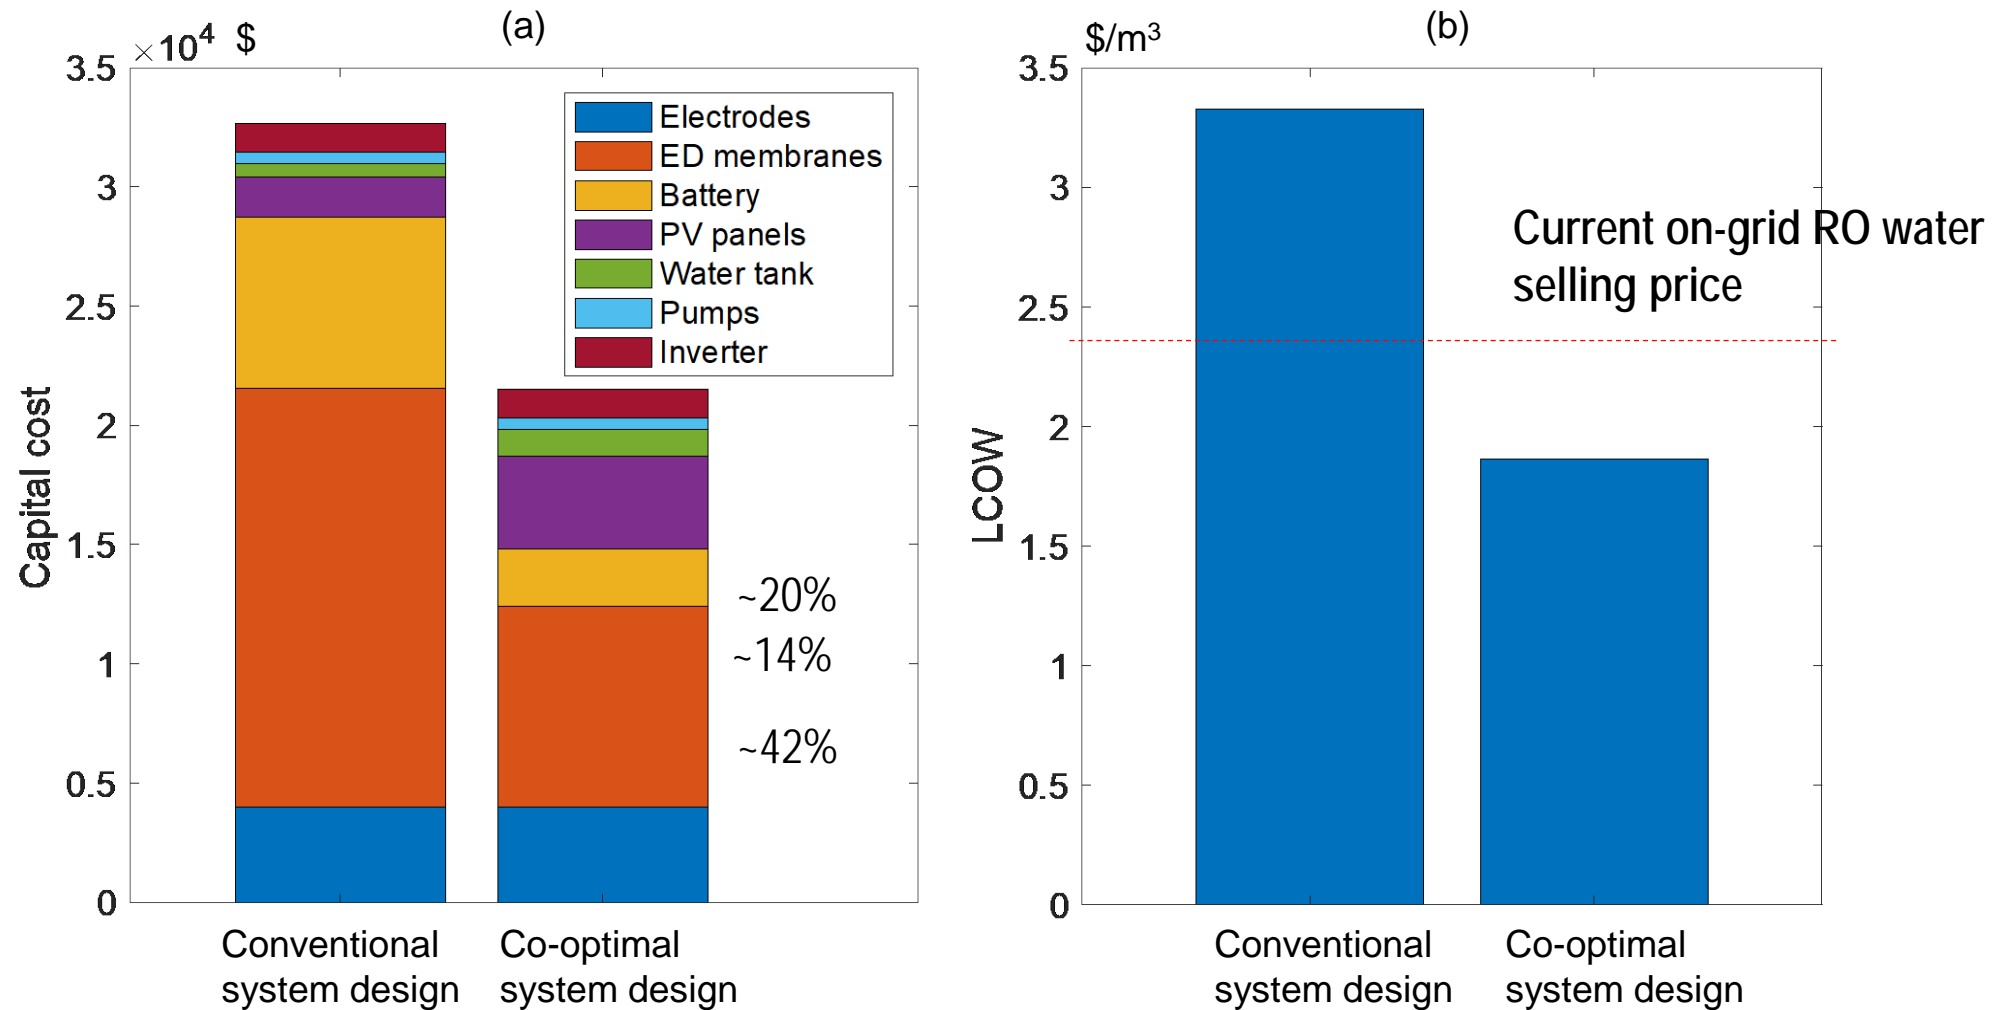 (a)
×10⁴ $
3.5
3
2.5
2
1.5
1
0.5
0
Capital cost
Electrodes
ED membranes
Battery
PV panels
Water tank
Pumps
Inverter
~20%
~14%
~42%
Conventional
system design
Co-optimal
system design
(b)
$/m³
3.5
3
2.5
2
1.5
1
0.5
0
LCOW
Current on-grid RO water
selling price
Conventional
system design
Co-optimal
system design